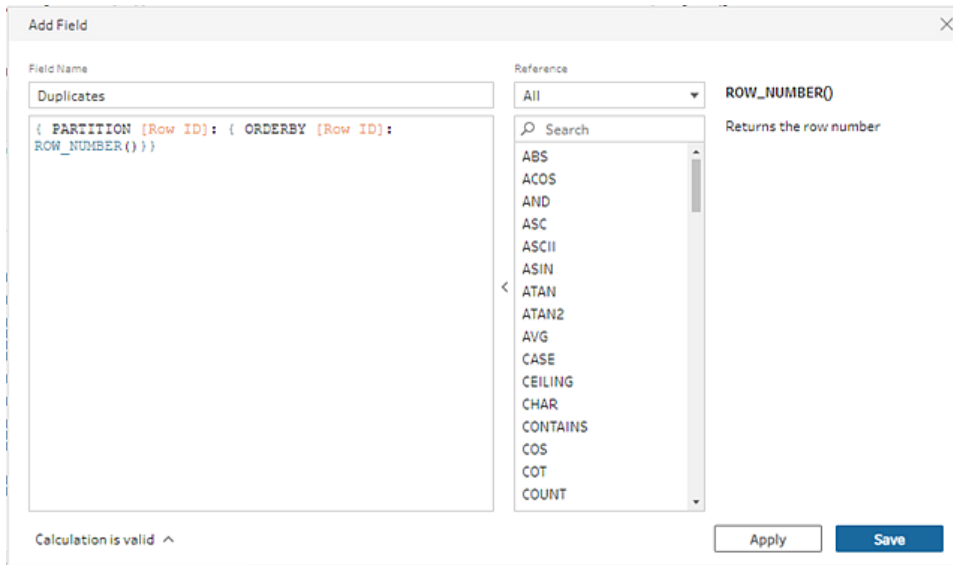 Add Field
Field Name
Duplicates
{ PARTITION [Row ID]: { ORDERBY [Row ID]:
ROW_NUMBER()}}
Reference
All
Search
ABS
ACOS
AND
ASC
ASCII
ASIN
ATAN
ATAN2
AVG
CASE
CEILING
CHAR
CONTAINS
COS
COT
COUNT
ROW_NUMBER()
Returns the row number
Calculation is valid
Apply
Save